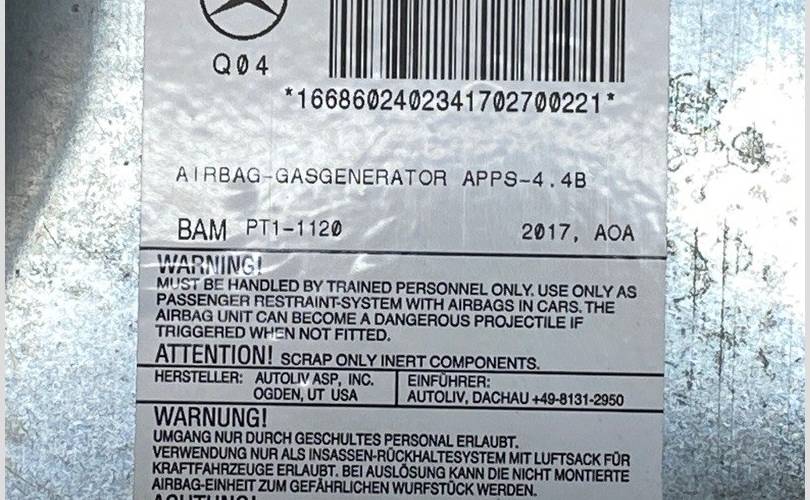 Q04
*1668602402341702700221*
AIRBAG-GASGENERATOR APPS-4.4B
BAM PT1-1120 2017, AOA
WARNING!
MUST BE HANDLED BY TRAINED PERSONNEL ONLY. USE ONLY AS
PASSENGER RESTRAINT-SYSTEM WITH AIRBAGS IN CARS. THE
AIRBAG UNIT CAN BECOME A DANGEROUS PROJECTILE IF
TRIGGERED WHEN NOT FITTED.
ATTENTION! SCRAP ONLY INERT COMPONENTS.
HERSTELLER: AUTOLIV ASP, INC.
OGDEN, UT USA
EINFÜHRER:
AUTOLIV, DACHAU +49-8131-2950
WARNUNG!
UMGANG NUR DURCH GESCHULTES PERSONAL ERLAUBT.
VERWENDUNG NUR ALS INSASSEN-RÜCKHALTESYSTEM MIT LUFTSACK FÜR
KRAFTFAHRZEUGE ERLAUBT. BEI AUSLÖSUNG KANN DIE NICHT MONTIERTE
AIRBAG-EINHEIT ZUM GEFÄHRLICHEN WURFSTÜCK WERDEN.
ACHTUNG!